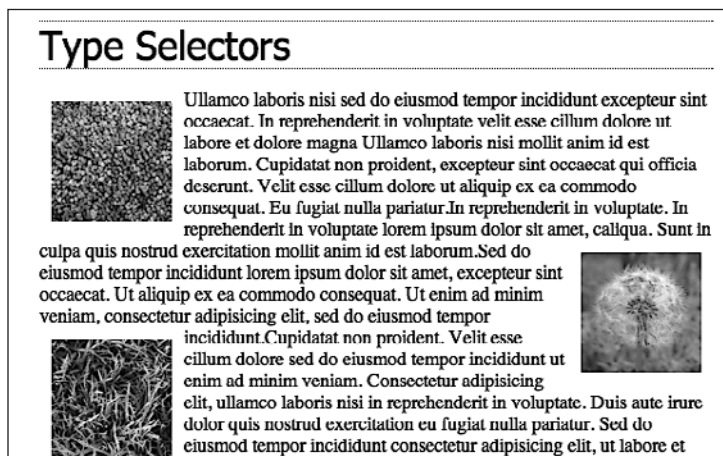 Type Selectors
Ullamco laboris nisi sed do eiusmod tempor incididunt excepteur sint
occaecat. In reprehenderit in voluptate velit esse cillum dolore ut
labore et dolore magna Ullamco laboris nisi mollit anim id est
laborum. Cupidatat non proident, excepteur sint occaecat qui officia
deserunt. Velit esse cillum dolore ut aliquip ex ea commodo
consequat. Eu fugiat nulla pariatur.In reprehenderit in voluptate. In
reprehenderit in voluptate lorem ipsum dolor sit amet, caliqua. Sunt in
culpa quis nostrud exercitation mollit anim id est laborum.Sed do
eiusmod tempor incididunt lorem ipsum dolor sit amet, excepteur sint
occaecat. Ut aliquip ex ea commodo consequat. Ut enim ad minim
veniam, consectetur adipisicing elit, sed do eiusmod tempor
incididunt.Cupidatat non proident. Velit esse
cillum dolore sed do eiusmod tempor incididunt ut
enim ad minim veniam. Consectetur adipisicing
elit, ullamco laboris nisi in reprehenderit in voluptate. Duis aute irure
dolor quis nostrud exercitation eu fugiat nulla pariatur. Sed do
eiusmod tempor incididunt consectetur adipisicing elit, ut labore et